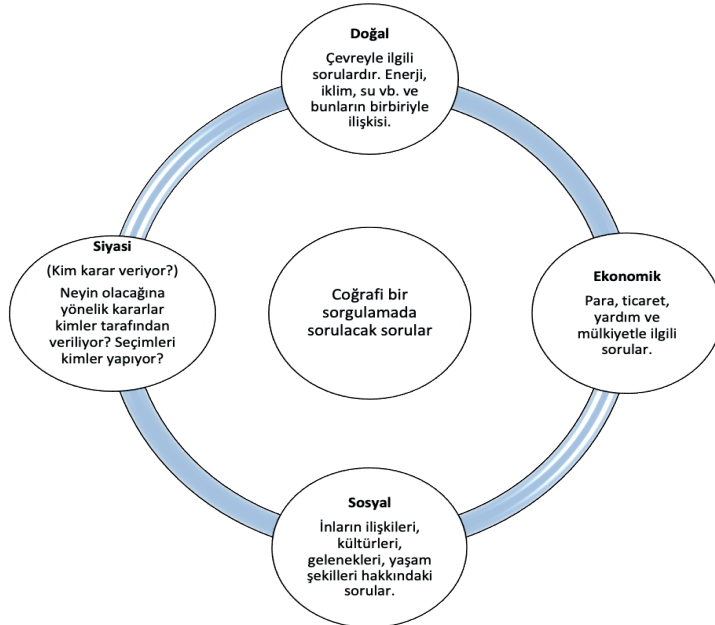 Doğal
Çevreyle ilgili
sorulardır. Enerji,
iklim, su vb. ve
bunların birbiriyle
ilişkisi.
Siyasi
(Kim karar veriyor?)
Neyin olacağına
yönelik kararlar
kimler tarafından
veriliyor? Seçimleri
kimler yapıyor?
Coğrafi bir
sorgulamada
sorulacak sorular
Ekonomik
Para, ticaret,
yardım ve
mülkiyetle ilgili
sorular.
Sosyal
İnların ilişkileri,
kültürleri,
gelenekleri, yaşam
şekilleri hakkındaki
sorular.